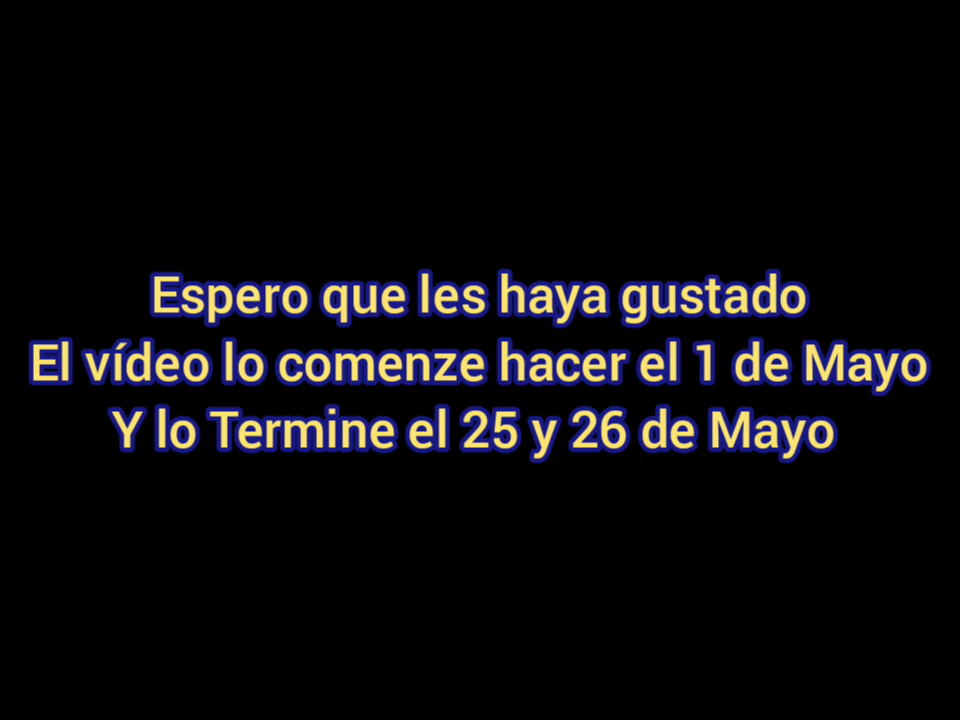 Espero que les haya gustado
El vídeo lo comenze hacer el 1 de Mayo
Y lo Termine el 25 y 26 de Mayo